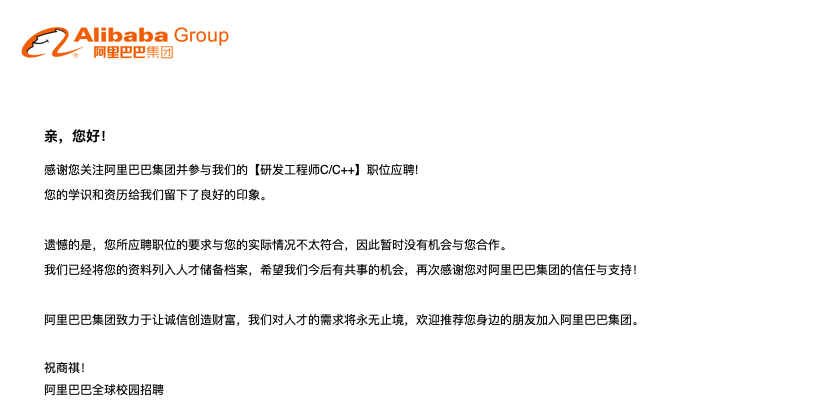 Alibaba Group
阿里巴巴集团
亲，您好！
感谢您关注阿里巴巴集团并参与我们的【研发工程师C/C++】职位应聘!
您的学识和资历给我们留下了良好的印象。
遗憾的是，您所应聘职位的要求与您的实际情况不太符合，因此暂时没有机会与您合作。
我们已经将您的资料列入人才储备档案，希望我们今后有共事的机会，再次感谢您对阿里巴巴集团的信任与支持！
阿里巴巴集团致力于让诚信创造财富，我们对人才的需求将永无止境，欢迎推荐您身边的朋友加入阿里巴巴集团。
祝商祺！
阿里巴巴全球校园招聘